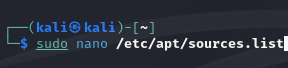 ┌──(kali㉿kali)-[~]
└─$ sudo nano /etc/apt/sources.list